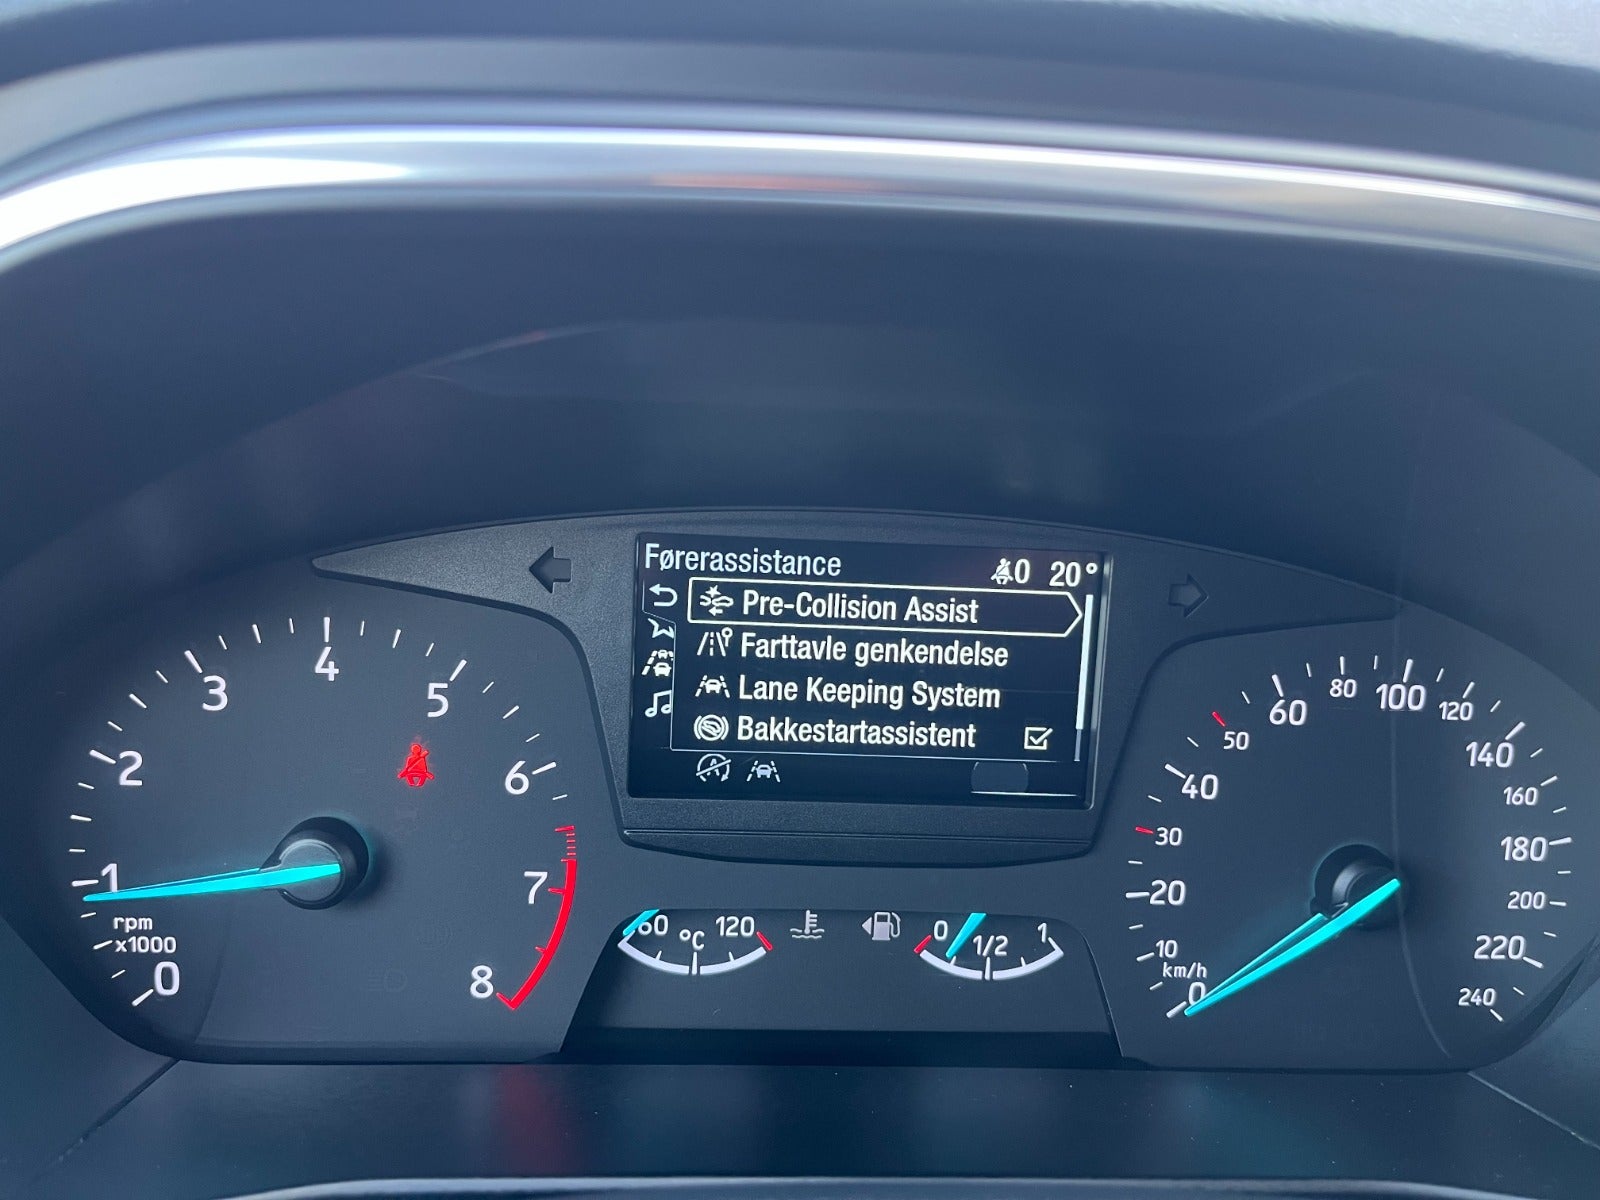 Førerassistance
0 20°
Pre-Collision Assist
Farttavle genkendelse
Lane Keeping System
Bakkestartassistent
0
1
2
3
4
5
6
7
8
rpm
x1000
60 °C 120
0 1/2 1
0
10
20
30
40
50
60
80
100
120
140
160
180
200
220
240
km/h